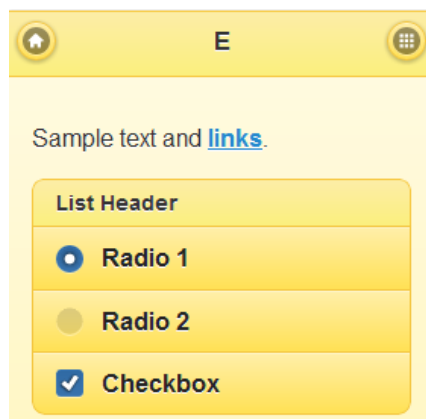 E
Sample text and links.
List Header
Radio 1
Radio 2
Checkbox